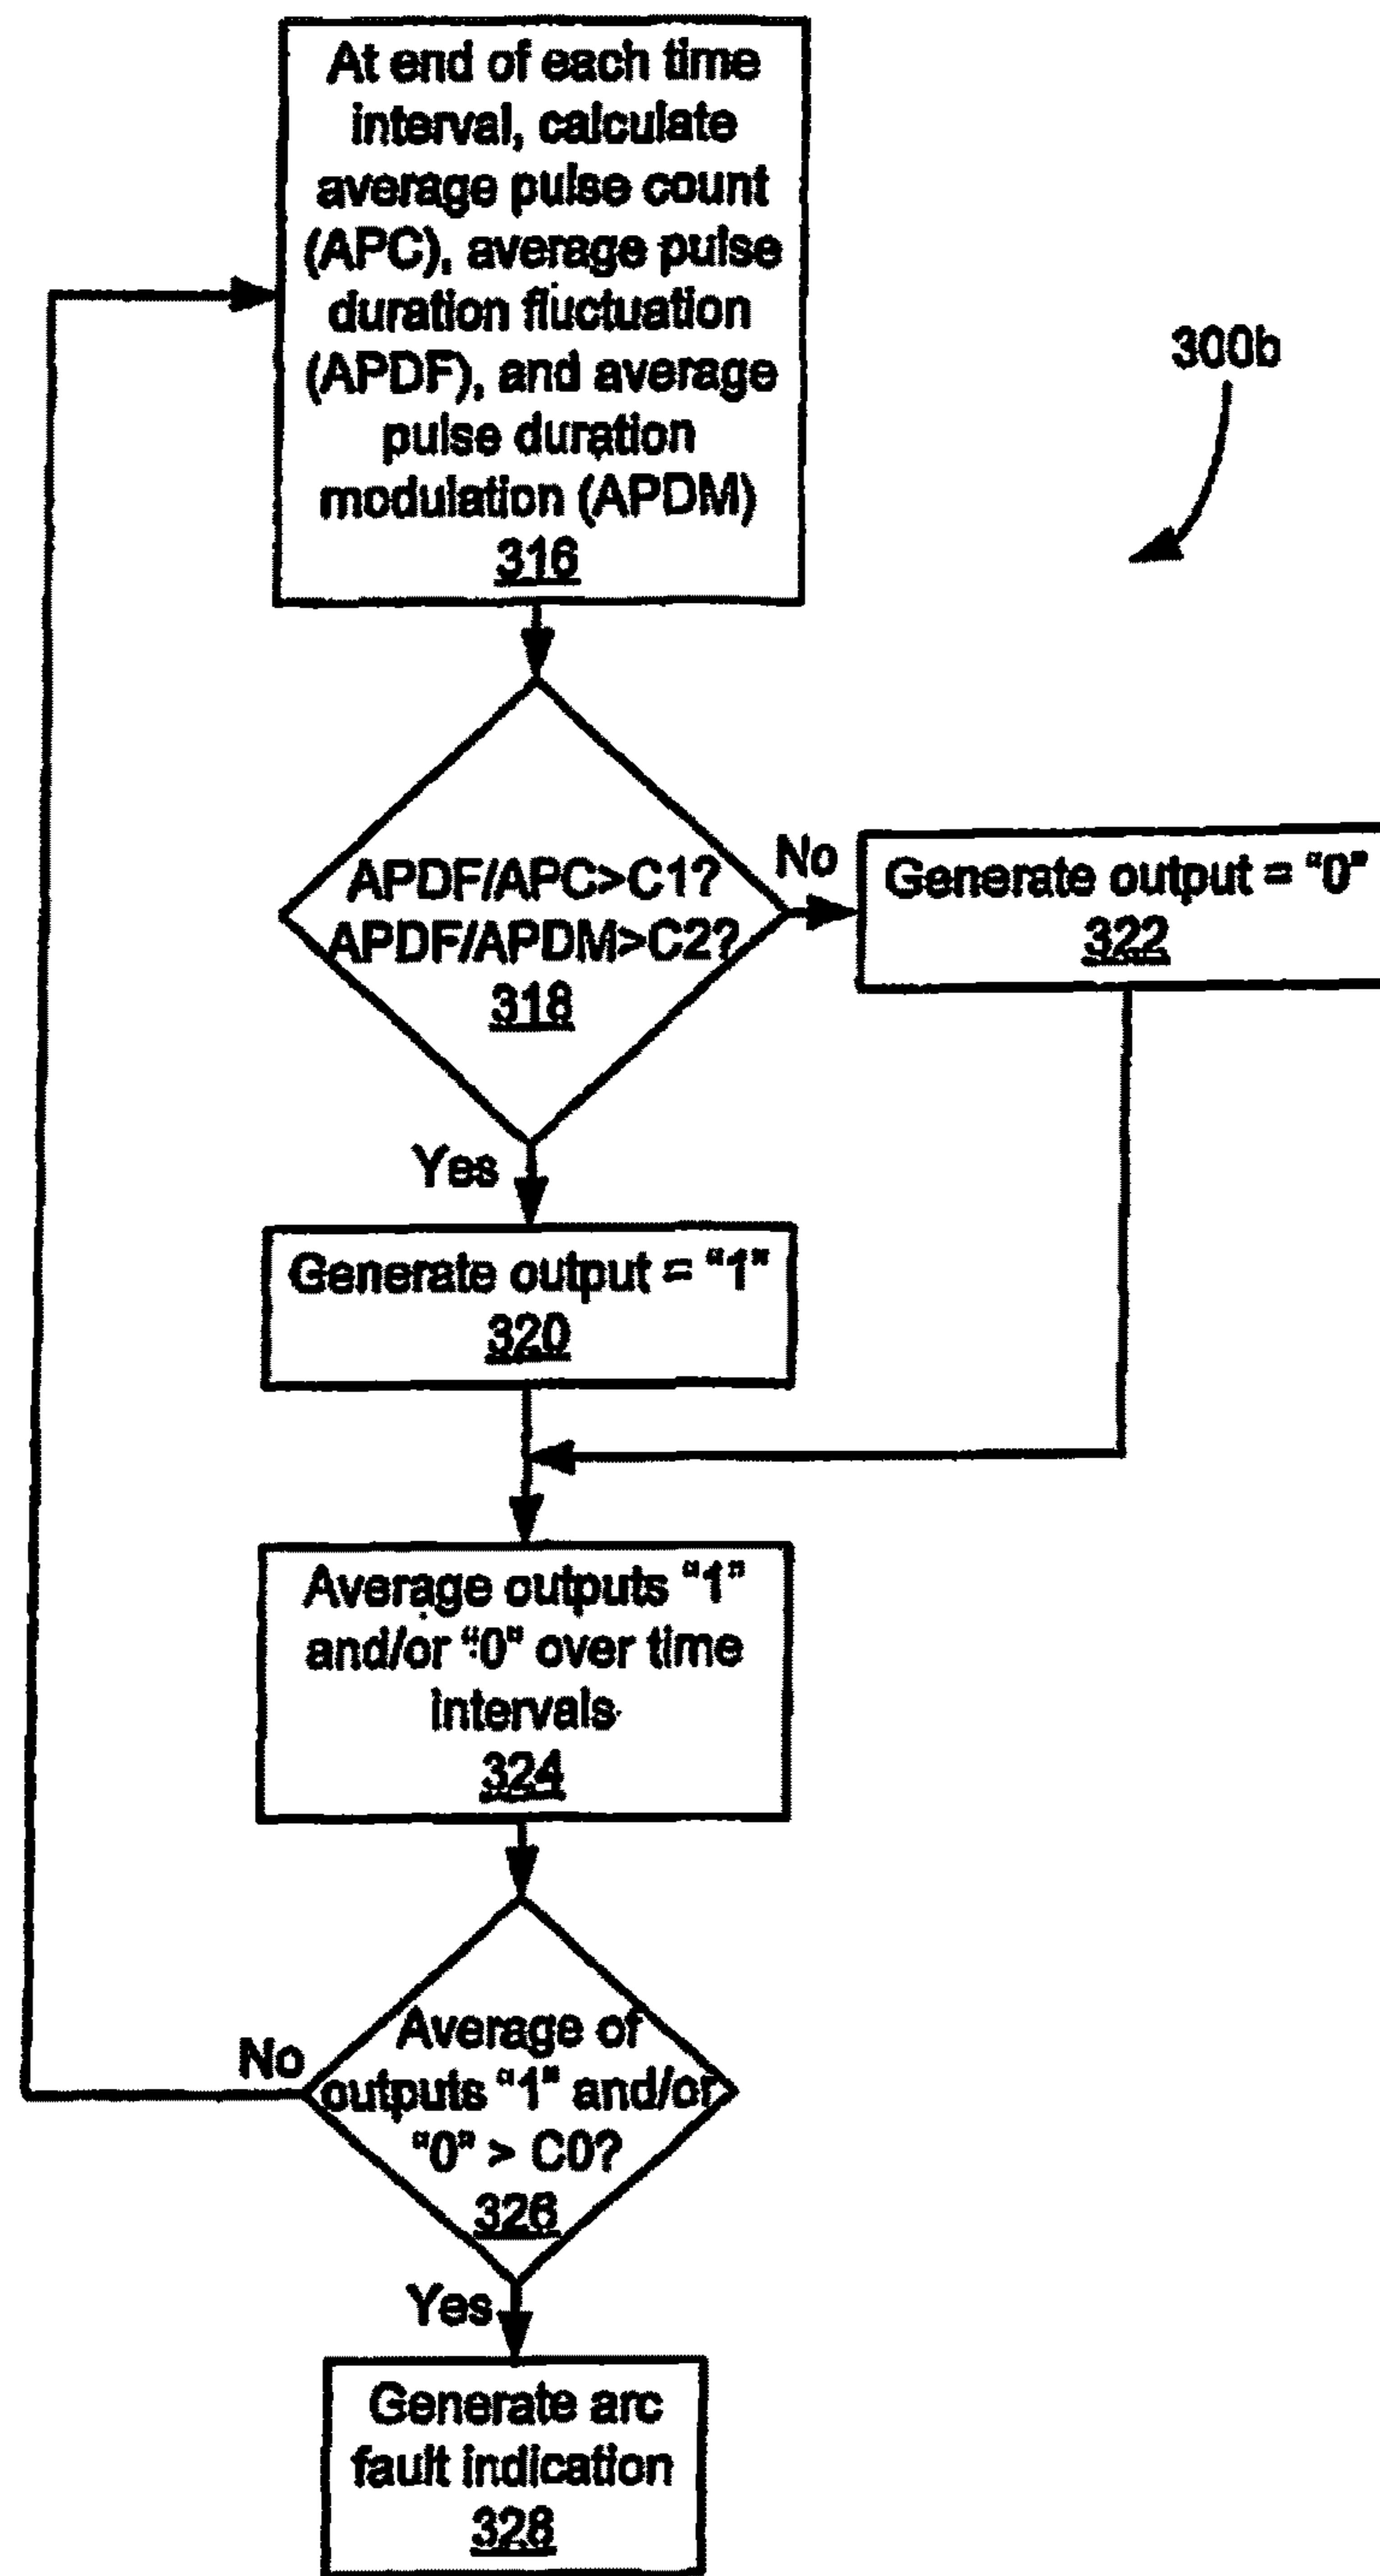 At end of each time
interval, calculate
average pulse count
(APC), average pulse
duration fluctuation
(APDF), and average
pulse duration
modulation (APDM)
316
300b
APDF/APC>C1?
APDF/APDM>C2?
318
No
Generate output = “0”
322
Yes
Generate output = “1”
320
Average outputs “1”
and/or “0” over time
intervals
324
No
Average of
outputs “1” and/or
“0” > C0?
326
Yes
Generate arc
fault indication
328